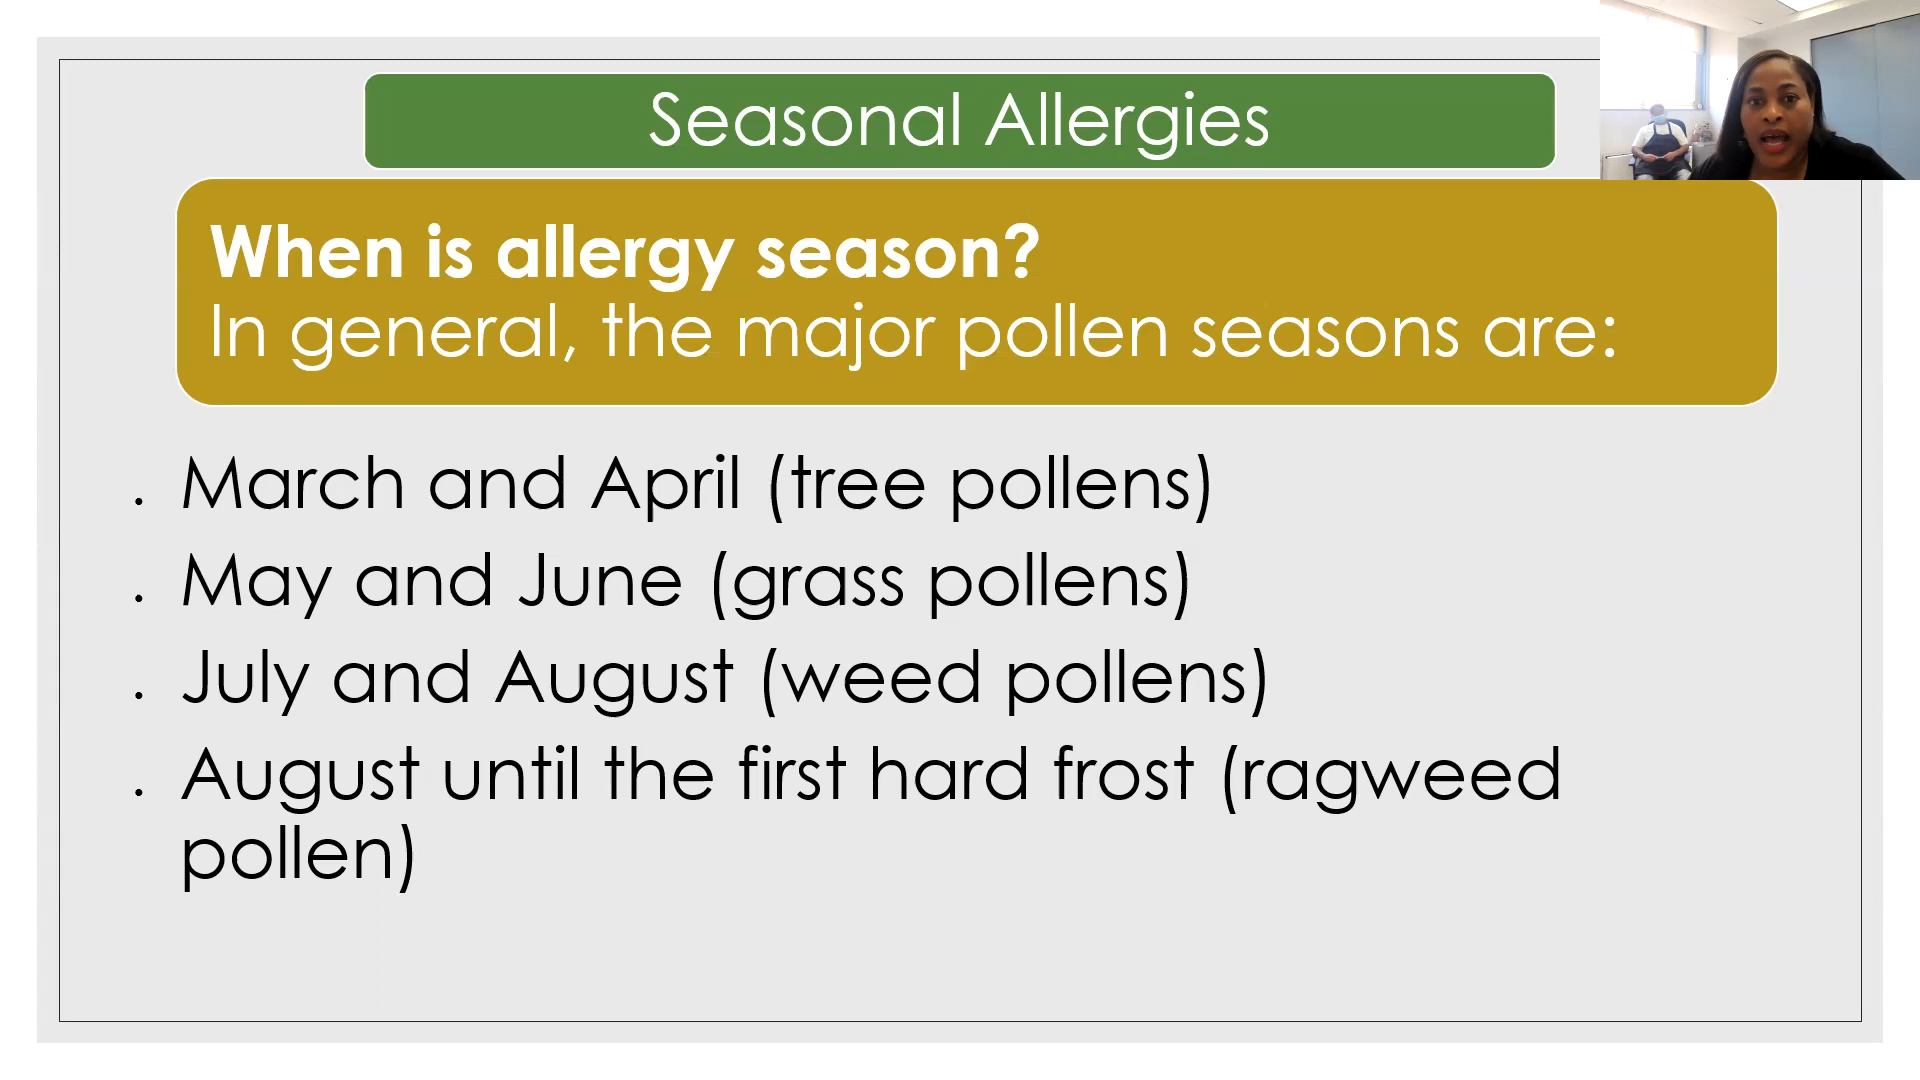 Seasonal Allergies
When is allergy season?
In general, the major pollen seasons are:
. March and April (tree pollens)
. May and June (grass pollens)
. July and August (weed pollens)
. August until the first hard frost (ragweed
pollen)